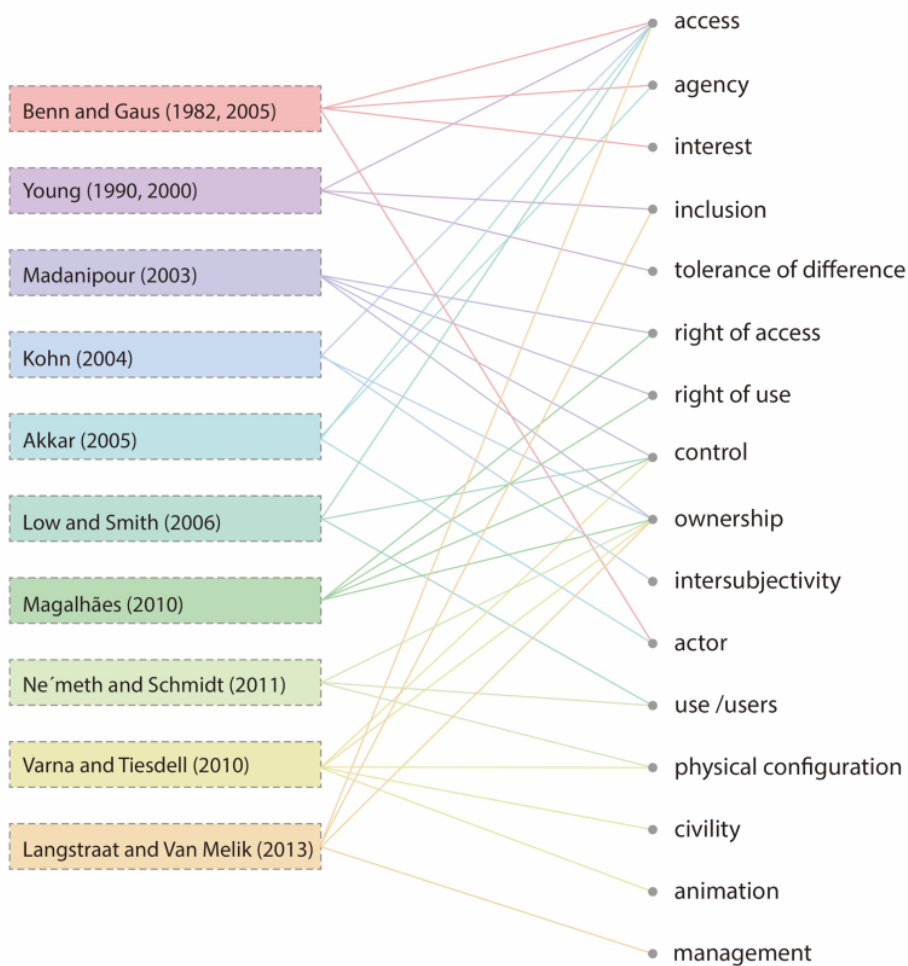 Benn and Gaus (1982, 2005)
Young (1990, 2000)
Madanipour (2003)
Kohn (2004)
Akkar (2005)
Low and Smith (2006)
Magalhães (2010)
Ne´meth and Schmidt (2011)
Varna and Tiesdell (2010)
Langstraat and Van Melik (2013)
access
agency
interest
inclusion
tolerance of difference
right of access
right of use
control
ownership
intersubjectivity
actor
use /users
physical configuration
civility
animation
management